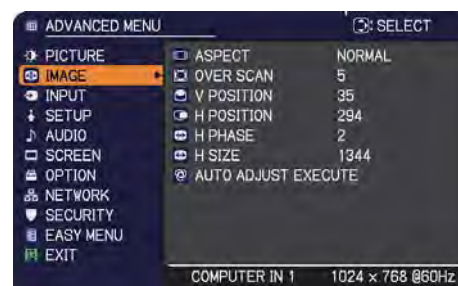 ADVANCED MENU :SELECT
PICTURE ASPECT NORMAL
IMAGE OVER SCAN 5
INPUT V POSITION 35
SETUP H POSITION 294
AUDIO H PHASE 2
SCREEN H SIZE 1344
OPTION AUTO ADJUST EXECUTE
NETWORK
SECURITY
EASY MENU
EXIT
COMPUTER IN 1 1024 x 768 @60Hz